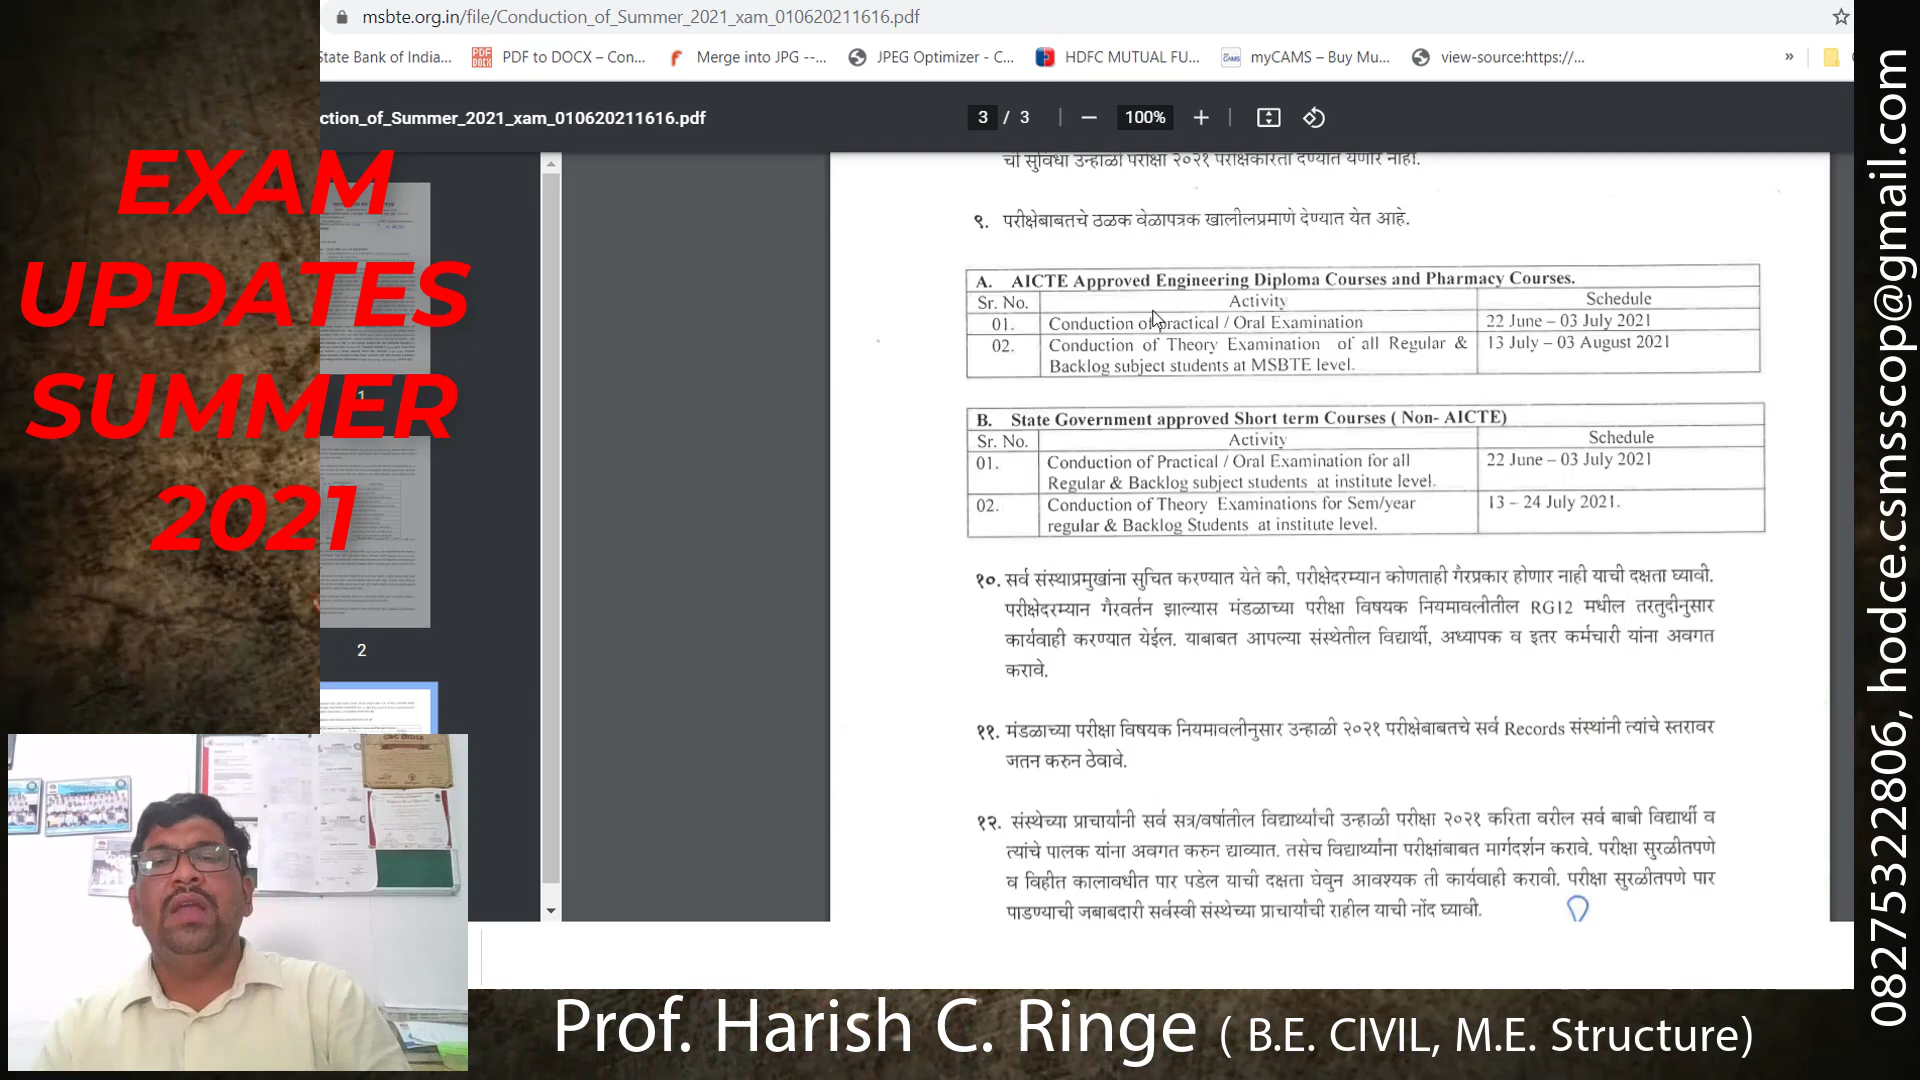 msbte.org.in/file/Conduction_of_Summer_2021_xam_010620211616.pdf
State Bank of India... PDF to DOCX – Con... Merge into JPG --... JPEG Optimizer - C... HDFC MUTUAL FU... myCAMS – Buy Mu... view-source:https://... »
ction_of_Summer_2021_xam_010620211616.pdf 3 / 3 — 100% +
EXAM
UPDATES
SUMMER
2021
1
2
ची सुविधा उन्हाळी परीक्षा २०२१ परीक्षेकरिता देण्यात येणार नाही.
९. परीक्षेबाबतचे ठळक वेळापत्रक खालीलप्रमाणे देण्यात येत आहे.
A. AICTE Approved Engineering Diploma Courses and Pharmacy Courses.
Sr. No. Activity Schedule
01. Conduction of practical / Oral Examination 22 June – 03 July 2021
02. Conduction of Theory Examination of all Regular & 13 July – 03 August 2021
Backlog subject students at MSBTE level.
B. State Government approved Short term Courses ( Non- AICTE)
Sr. No. Activity Schedule
01. Conduction of Practical / Oral Examination for all 22 June – 03 July 2021
Regular & Backlog subject students at institute level.
02. Conduction of Theory Examinations for Sem/year 13 – 24 July 2021.
regular & Backlog Students at institute level.
१०. सर्व संस्थाप्रमुखांना सुचित करण्यात येते की, परीक्षेदरम्यान कोणताही गैरप्रकार होणार नाही याची दक्षता घ्यावी.
परीक्षेदरम्यान गैरवर्तन झाल्यास मंडळाच्या परीक्षा विषयक नियमावलीतील RG12 मधील तरतुदीनुसार
कार्यवाही करण्यात येईल. याबाबत आपल्या संस्थेतील विद्यार्थी, अध्यापक व इतर कर्मचारी यांना अवगत
करावे.
११. मंडळाच्या परीक्षा विषयक नियमावलीनुसार उन्हाळी २०२१ परीक्षेबाबतचे सर्व Records संस्थांनी त्यांचे स्तरावर
जतन करुन ठेवावे.
१२. संस्थेच्या प्राचार्यांनी सर्व सत्र/वर्षातील विद्यार्थ्यांची उन्हाळी परीक्षा २०२१ करिता वरील सर्व बाबी विद्यार्थी व
त्यांचे पालक यांना अवगत करुन द्याव्यात. तसेच विद्यार्थ्यांना परीक्षांबाबत मार्गदर्शन करावे. परीक्षा सुरळीतपणे
व विहीत कालावधीत पार पडेल याची दक्षता घेवुन आवश्यक ती कार्यवाही करावी. परीक्षा सुरळीतपणे पार
पाडण्याची जबाबदारी सर्वस्वी संस्थेच्या प्राचार्यांची राहील याची नोंद घ्यावी.
Prof. Harish C. Ringe ( B.E. CIVIL, M.E. Structure)
08275322806, hodce.csmsscop@gmail.com